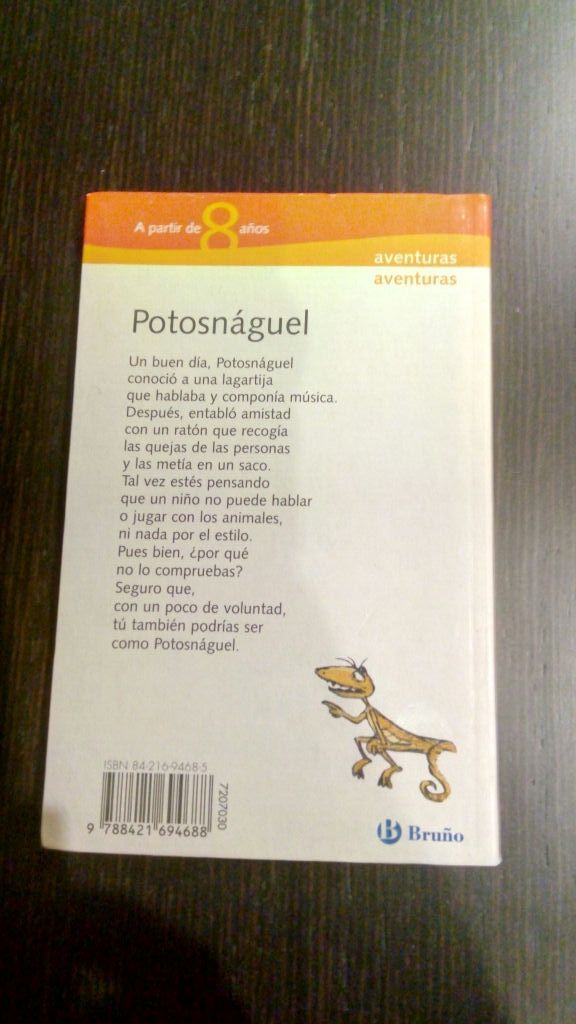 A partir de 8 años
aventuras
aventuras
Potosnáguel
Un buen día, Potosnáguel
conoció a una lagartija
que hablaba y componía música.
Después, entabló amistad
con un ratón que recogía
las quejas de las personas
y las metía en un saco.
Tal vez estés pensando
que un niño no puede hablar
o jugar con los animales,
ni nada por el estilo.
Pues bien, ¿por qué
no lo compruebas?
Seguro que,
con un poco de voluntad,
tú también podrías ser
como Potosnáguel.
ISBN 84-216-9468-5
7207030
9 788421 694688
B Bruño